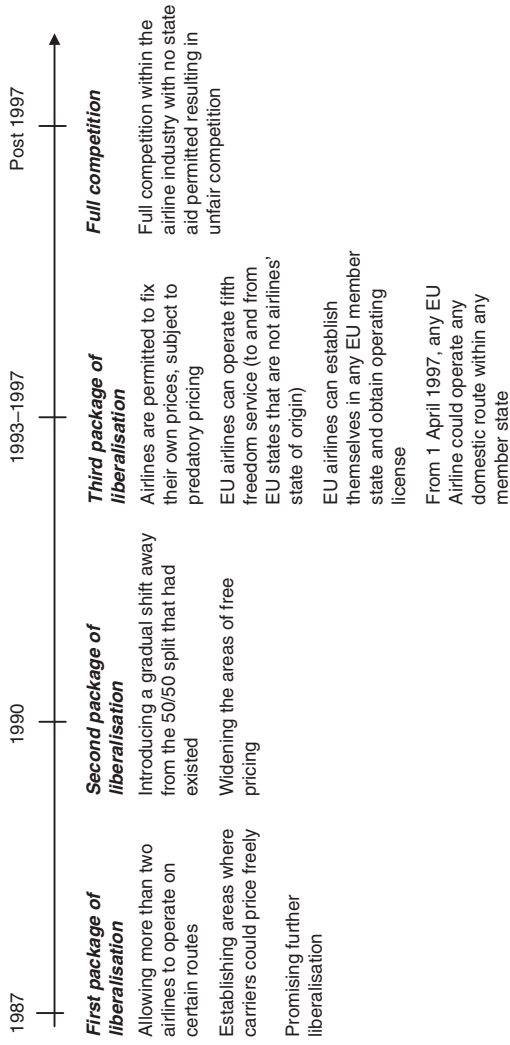 1987
First package of
liberalisation
Allowing more than two
airlines to operate on
certain routes
Establishing areas where
carriers could price freely
Promising further
liberalisation
1990
Second package of
liberalisation
Introducing a gradual shift away
from the 50/50 split that had
existed
Widening the areas of free
pricing
1993–1997
Third package of
liberalisation
Airlines are permitted to fix
their own prices, subject to
predatory pricing
EU airlines can operate fifth
freedom service (to and from
EU states that are not airlines'
state of origin)
EU airlines can establish
themselves in any EU member
state and obtain operating
license
From 1 April 1997, any EU
Airline could operate any
domestic route within any
member state
Post 1997
Full competition
Full competition within the
airline industry with no state
aid permitted resulting in
unfair competition